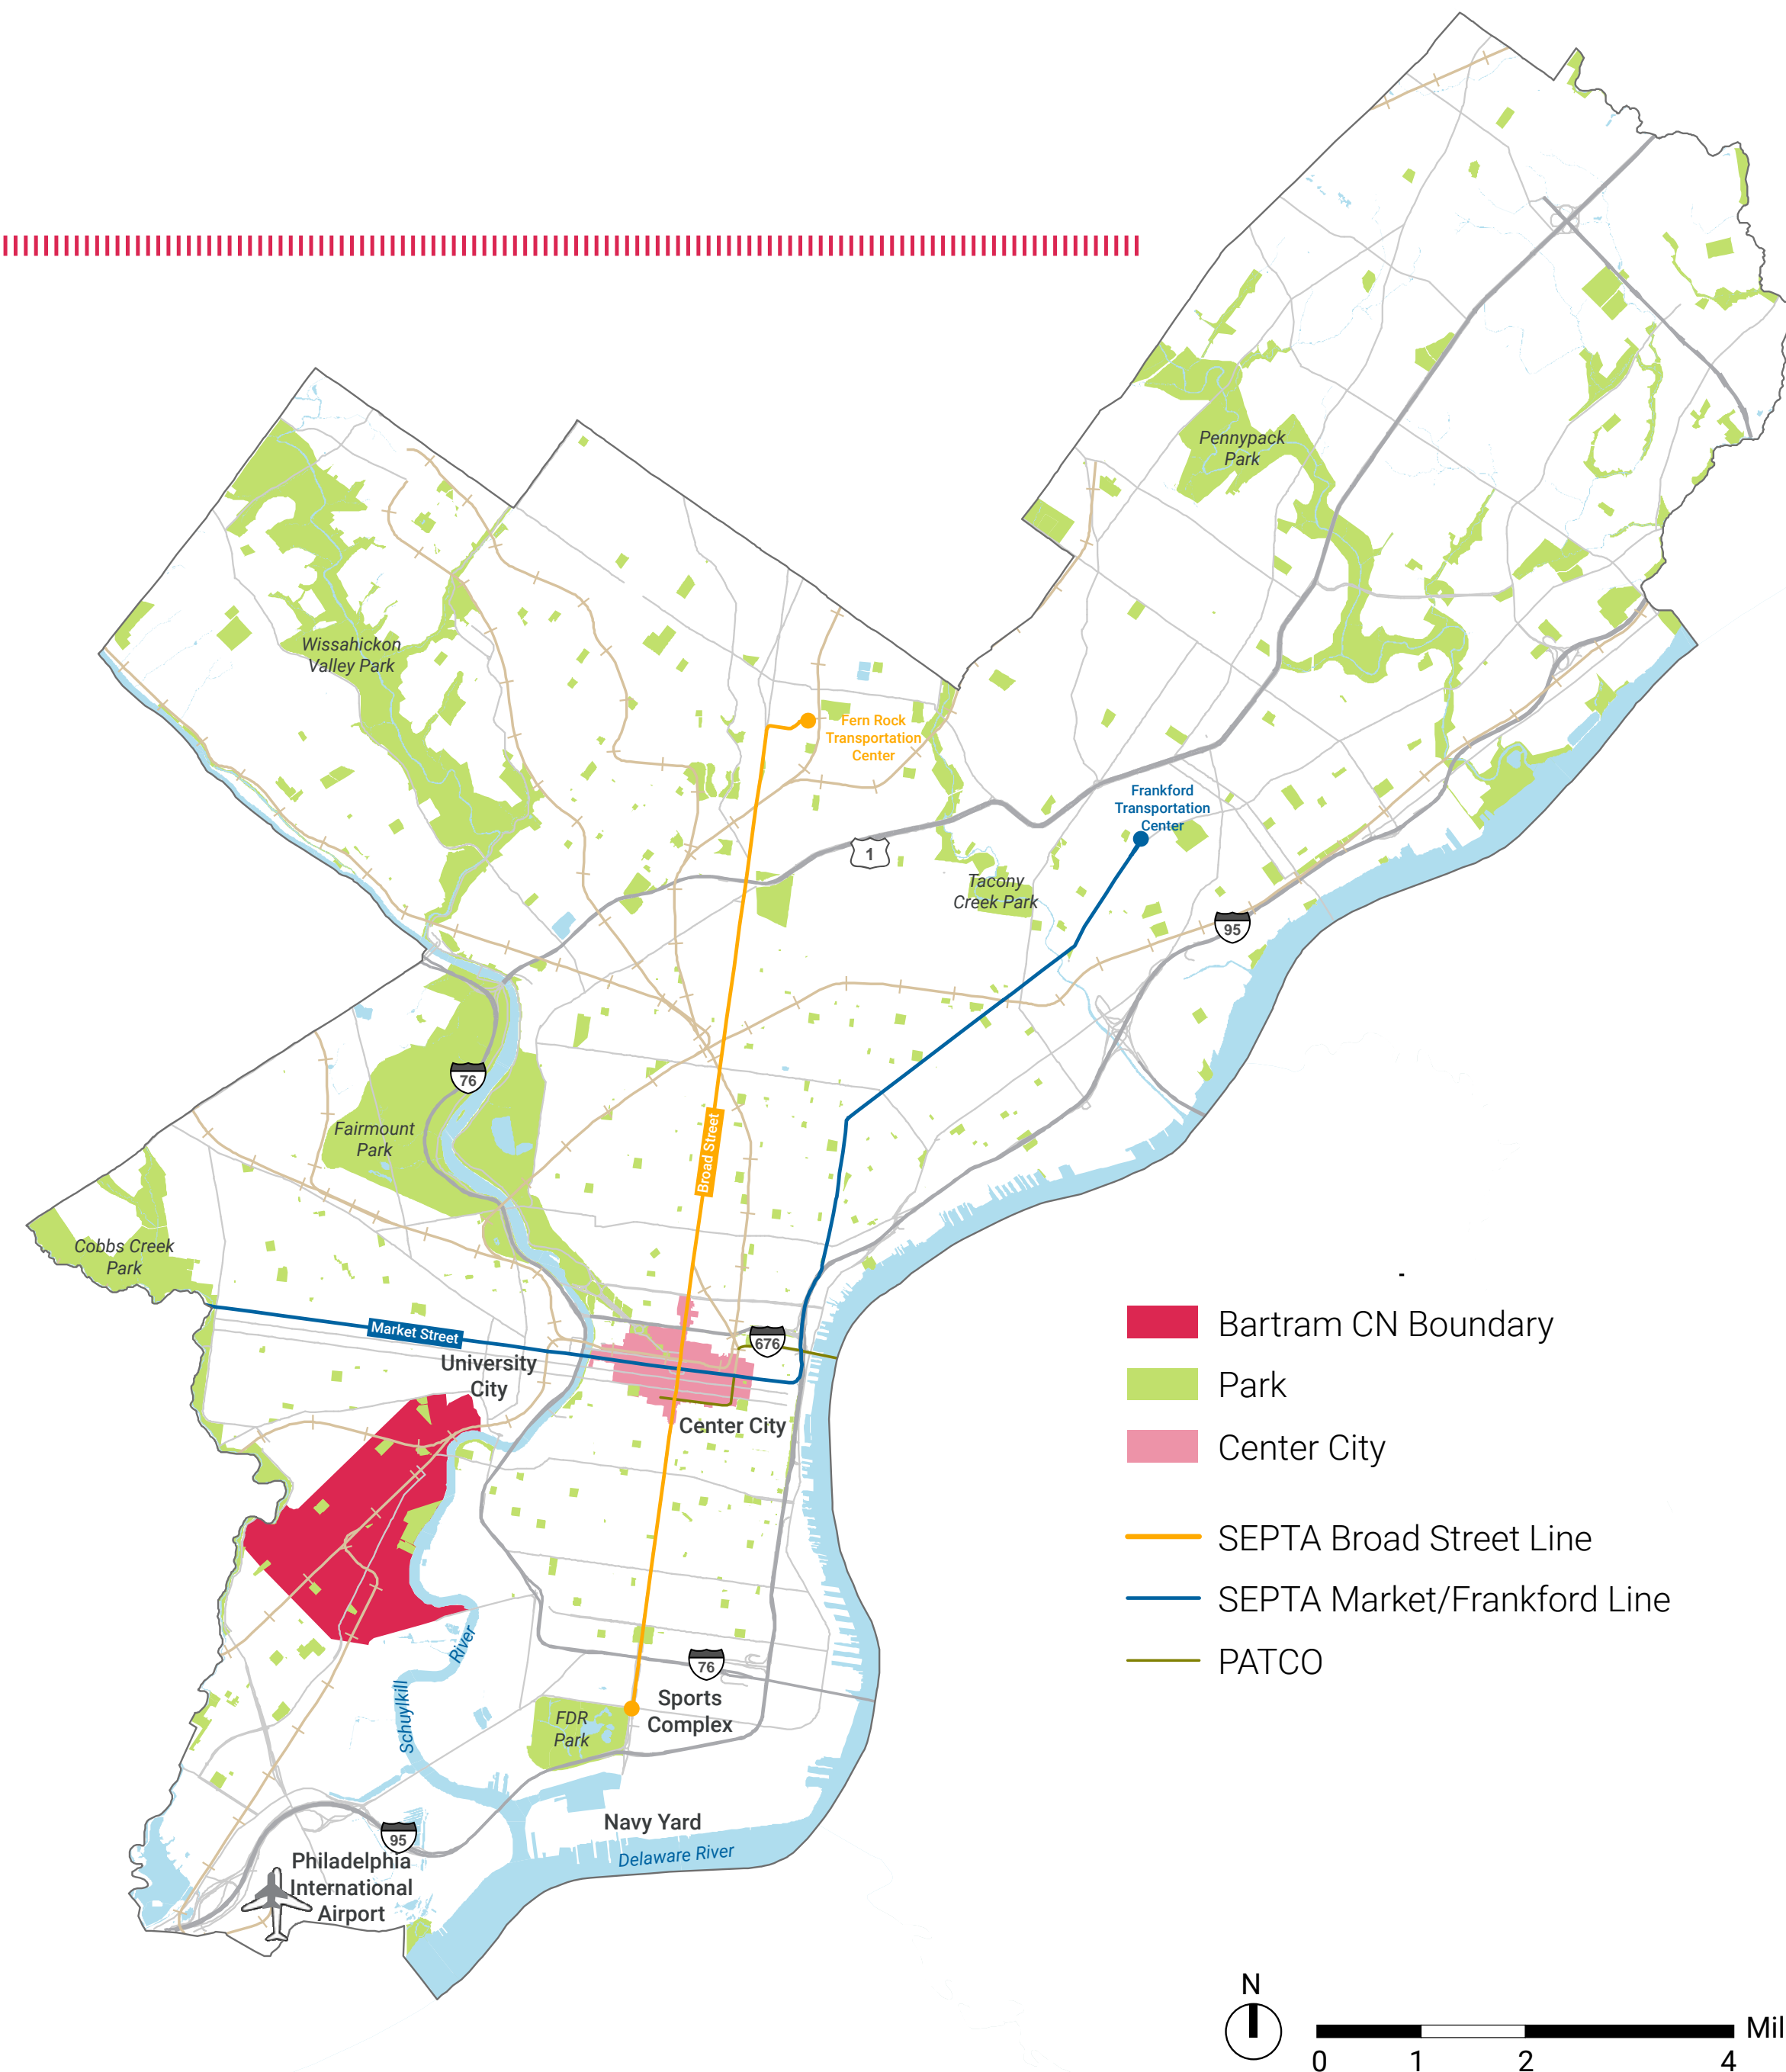 Pennypack
Park
Wissahickon
Valley Park
Fern Rock
Transportation
Center
Frankford
Transportation
Center
1
Tacony
Creek Park
95
76
Broad Street
Fairmount
Park
Cobbs Creek
Park
Market Street
University
City
676
Center City
-
Bartram CN Boundary
Park
Center City
SEPTA Broad Street Line
SEPTA Market/Frankford Line
PATCO
River
Schuylkill
76
Sports
Complex
FDR
Park
Navy Yard
Delaware River
95
Philadelphia
International
Airport
N
Mil
0 1 2 4